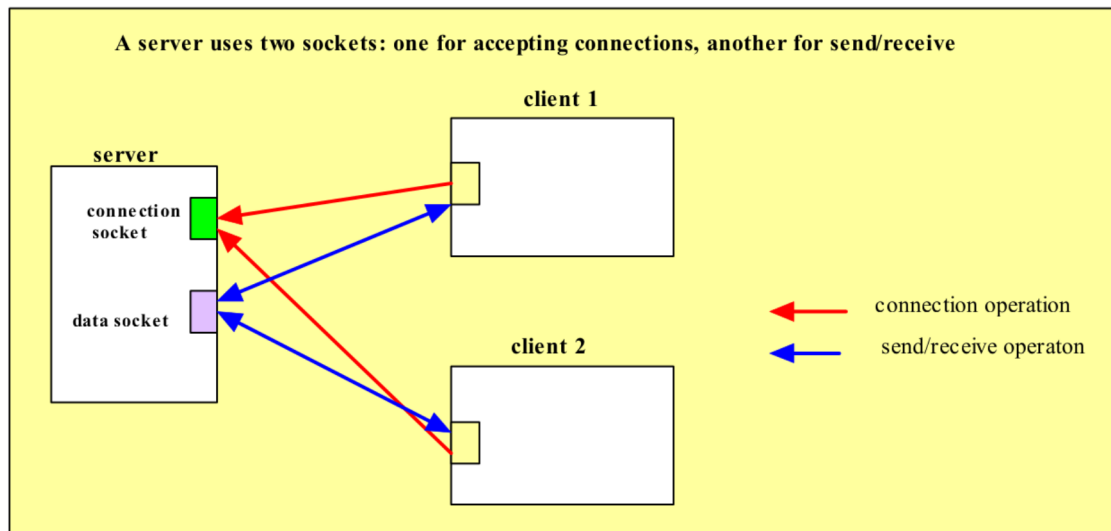 A server uses two sockets: one for accepting connections, another for send/receive
client 1
server
connection
socket
data socket
connection operation
send/receive operaton
client 2